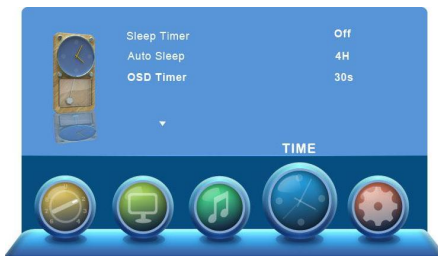 Sleep Timer Off
Auto Sleep 4H
OSD Timer 30s
TIME